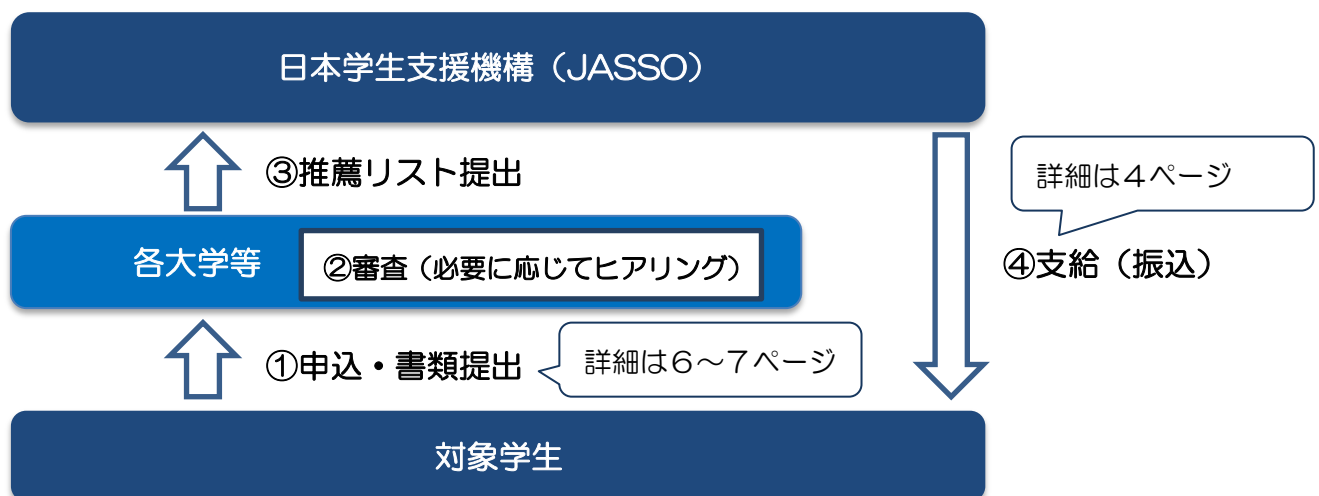 日本学生支援機構（JASSO）
③推薦リスト提出
詳細は４ページ
各大学等
②審査（必要に応じてヒアリング）
④支給（振込）
①申込・書類提出
詳細は６～７ページ
対象学生